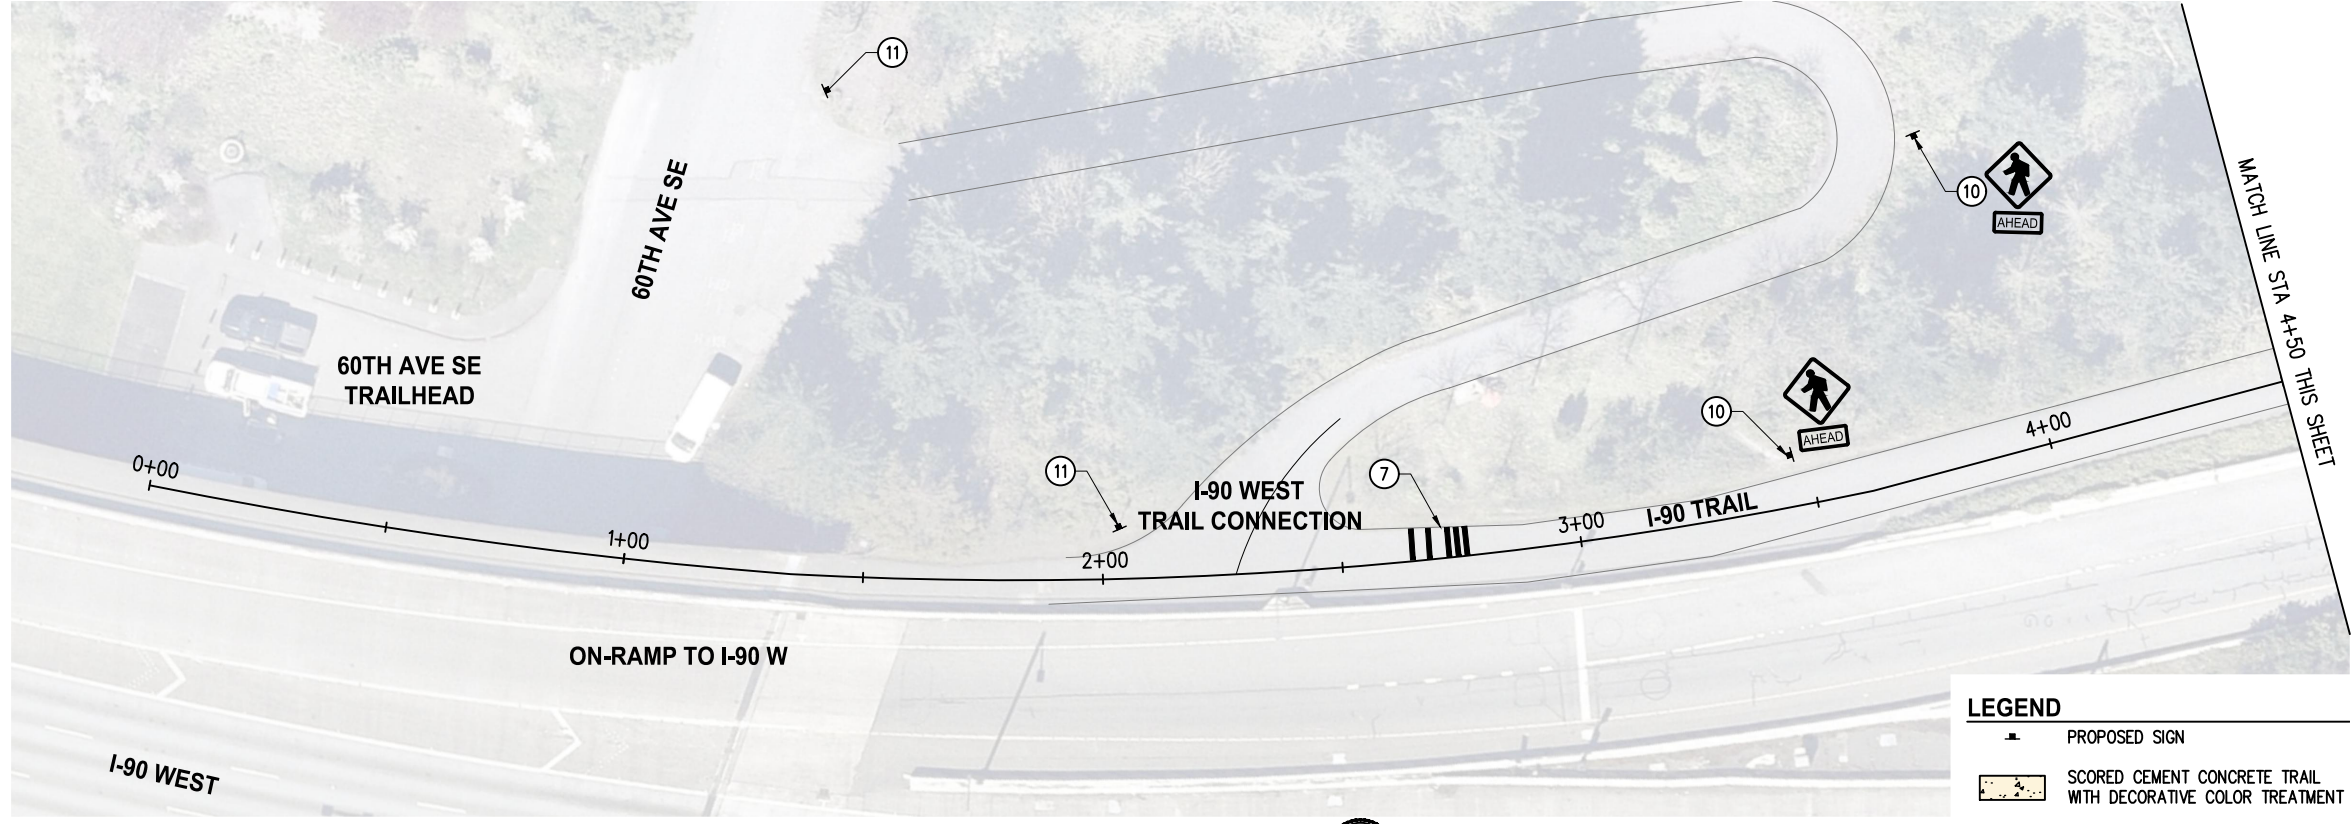 11
60TH AVE SE
10
AHEAD
MATCH LINE STA 4+50 THIS SHEET
60TH AVE SE
TRAILHEAD
10
AHEAD
4+00
0+00
11
I-90 WEST
TRAIL CONNECTION
7
I-90 TRAIL
3+00
1+00
2+00
ON-RAMP TO I-90 W
I-90 WEST
LEGEND
PROPOSED SIGN
SCORED CEMENT CONCRETE TRAIL
WITH DECORATIVE COLOR TREATMENT